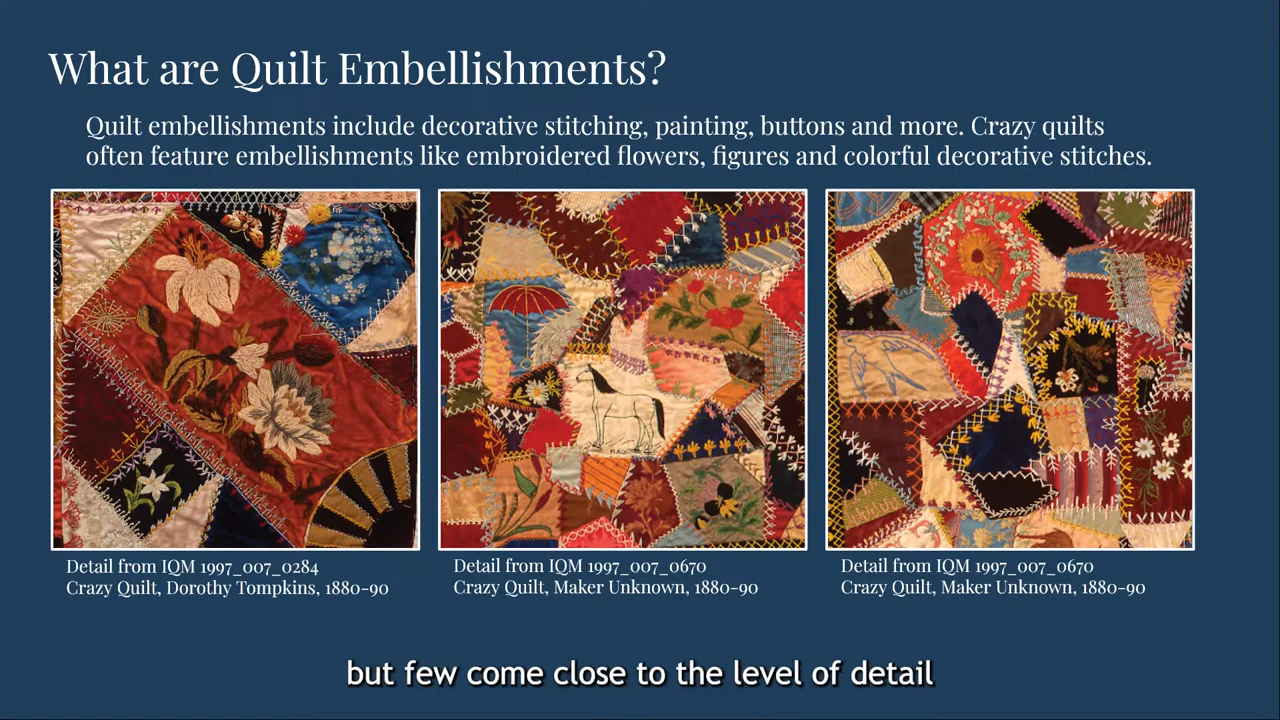 What are Quilt Embellishments?
Quilt embellishments include decorative stitching, painting, buttons and more. Crazy quilts
often feature embellishments like embroidered flowers, figures and colorful decorative stitches.
Detail from IQM 1997_007_0284
Crazy Quilt, Dorothy Tompkins, 1880-90
Detail from IQM 1997_007_0670
Crazy Quilt, Maker Unknown, 1880-90
Detail from IQM 1997_007_0670
Crazy Quilt, Maker Unknown, 1880-90
but few come close to the level of detail